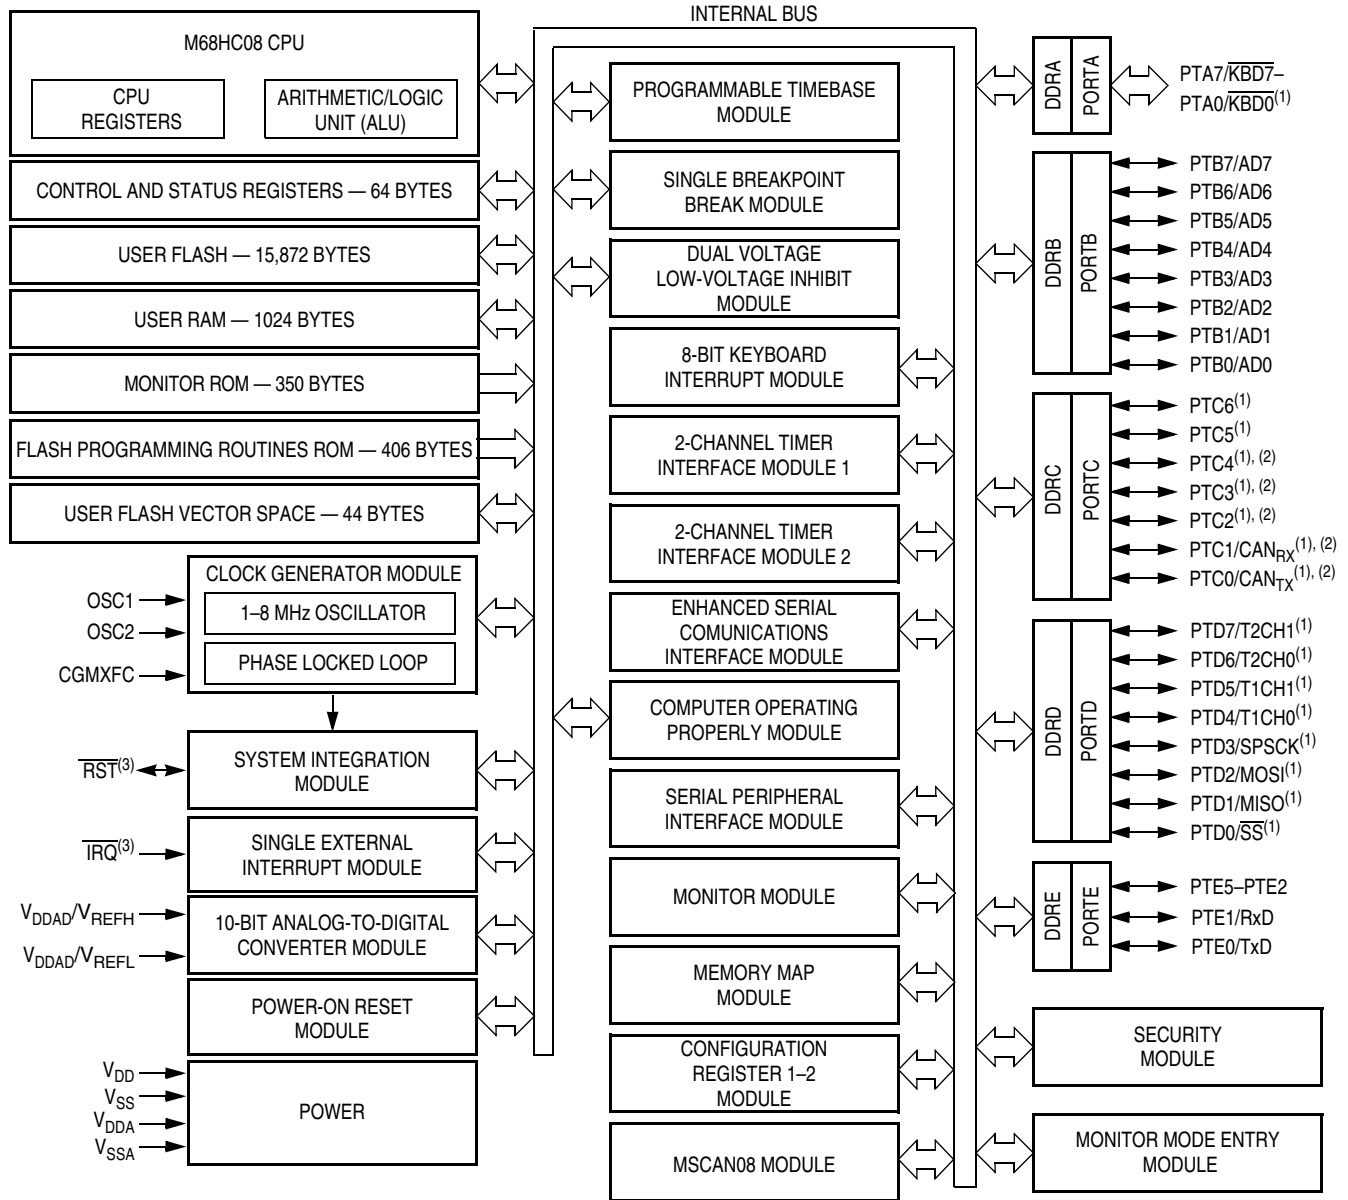 INTERNAL BUS
M68HC08 CPU
CPU
REGISTERS
ARITHMETIC/LOGIC
UNIT (ALU)
CONTROL AND STATUS REGISTERS — 64 BYTES
USER FLASH — 15,872 BYTES
USER RAM — 1024 BYTES
MONITOR ROM — 350 BYTES
FLASH PROGRAMMING ROUTINES ROM — 406 BYTES
USER FLASH VECTOR SPACE — 44 BYTES
CLOCK GENERATOR MODULE
1–8 MHz OSCILLATOR
PHASE LOCKED LOOP
OSC1
OSC2
CGMXFC
SYSTEM INTEGRATION
MODULE
RST(3)
SINGLE EXTERNAL
INTERRUPT MODULE
IRQ(3)
10-BIT ANALOG-TO-DIGITAL
CONVERTER MODULE
VDDAD/VREFH
VDDAD/VREFL
POWER-ON RESET
MODULE
POWER
VDD
VSS
VDDA
VSSA
PROGRAMMABLE TIMEBASE
MODULE
SINGLE BREAKPOINT
BREAK MODULE
DUAL VOLTAGE
LOW-VOLTAGE INHIBIT
MODULE
8-BIT KEYBOARD
INTERRUPT MODULE
2-CHANNEL TIMER
INTERFACE MODULE 1
2-CHANNEL TIMER
INTERFACE MODULE 2
ENHANCED SERIAL
COMUNICATIONS
INTERFACE MODULE
COMPUTER OPERATING
PROPERLY MODULE
SERIAL PERIPHERAL
INTERFACE MODULE
MONITOR MODULE
MEMORY MAP
MODULE
CONFIGURATION
REGISTER 1–2
MODULE
MSCAN08 MODULE
DDRA
PORTA
PTA7/KBD7–
PTA0/KBD0(1)
DDRB
PORTB
PTB7/AD7
PTB6/AD6
PTB5/AD5
PTB4/AD4
PTB3/AD3
PTB2/AD2
PTB1/AD1
PTB0/AD0
DDRC
PORTC
PTC6(1)
PTC5(1)
PTC4(1), (2)
PTC3(1), (2)
PTC2(1), (2)
PTC1/CANRX(1), (2)
PTC0/CANTX(1), (2)
DDRD
PORTD
PTD7/T2CH1(1)
PTD6/T2CH0(1)
PTD5/T1CH1(1)
PTD4/T1CH0(1)
PTD3/SPSCK(1)
PTD2/MOSI(1)
PTD1/MISO(1)
PTD0/SS(1)
DDRE
PORTE
PTE5–PTE2
PTE1/RxD
PTE0/TxD
SECURITY
MODULE
MONITOR MODE ENTRY
MODULE